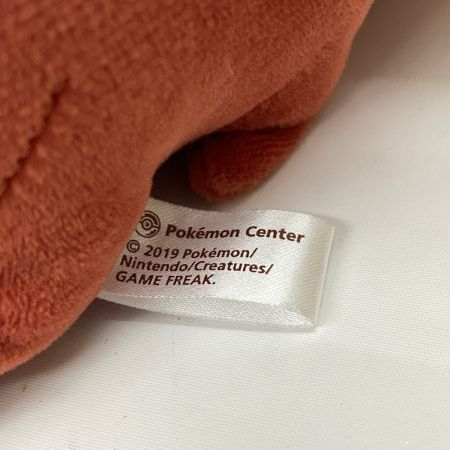 Pokémon Center
© 2019 Pokémon/
Nintendo/Creatures/
GAME FREAK.